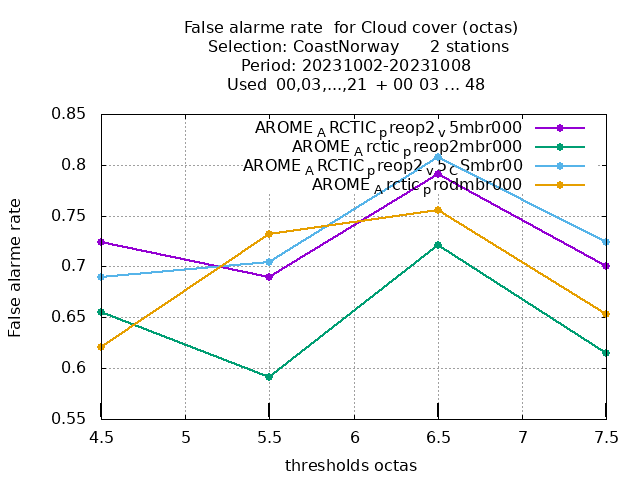 False alarme rate  for Cloud cover (octas)
Selection: CoastNorway      2 stations
Period: 20231002-20231008
Used  00,03,...,21  + 00 03 ... 48
0.85
0.8
0.75
0.7
0.65
0.6
0.55
False alarme rate
AROME_ARCTIC_preop2_v5mbr000
AROME_Arctic_preop2mbr000
AROME_ARCTIC_preop2_v5_CSmbr00
AROME_Arctic_prodmbr000
4.5 5 5.5 6 6.5 7 7.5
thresholds octas